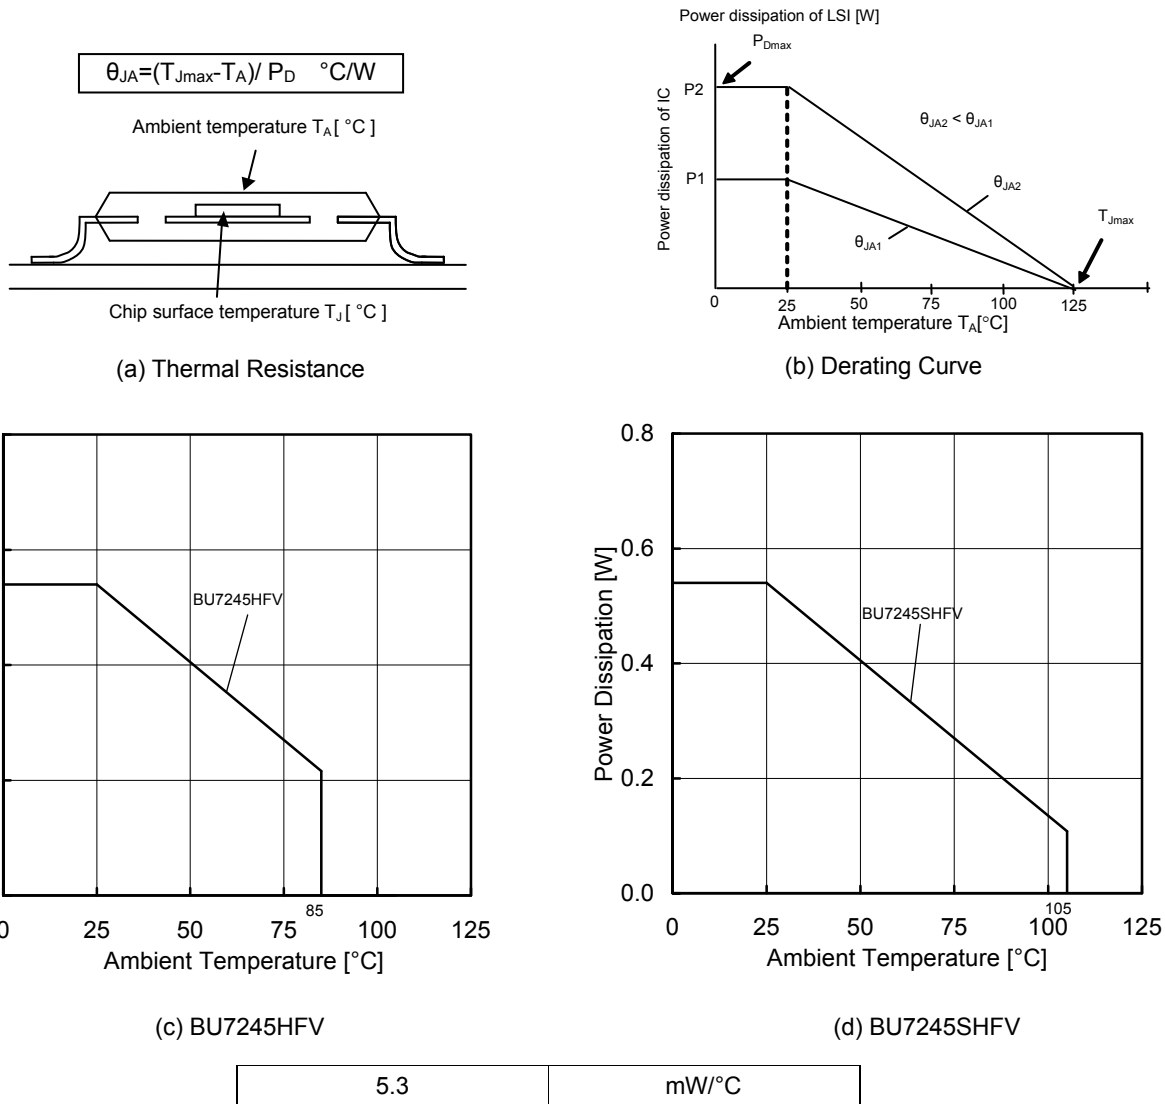 Power dissipation of LSI [W]
θJA=(TJmax-TA)/ PD °C/W
Ambient temperature TA [ °C ]
Chip surface temperature TJ [ °C ]
(a) Thermal Resistance
PDmax
Power dissipation of IC
P2
P1
θJA2 < θJA1
θJA2
θJA1
TJmax
0 25 50 75 100 125
Ambient temperature TA[°C]
(b) Derating Curve
BU7245HFV
85
0 25 50 75 100 125
Ambient Temperature [°C]
(c) BU7245HFV
Power Dissipation [W]
0.8
0.6
0.4
0.2
0.0
BU7245SHFV
105
0 25 50 75 100 125
Ambient Temperature [°C]
(d) BU7245SHFV
5.3 mW/°C